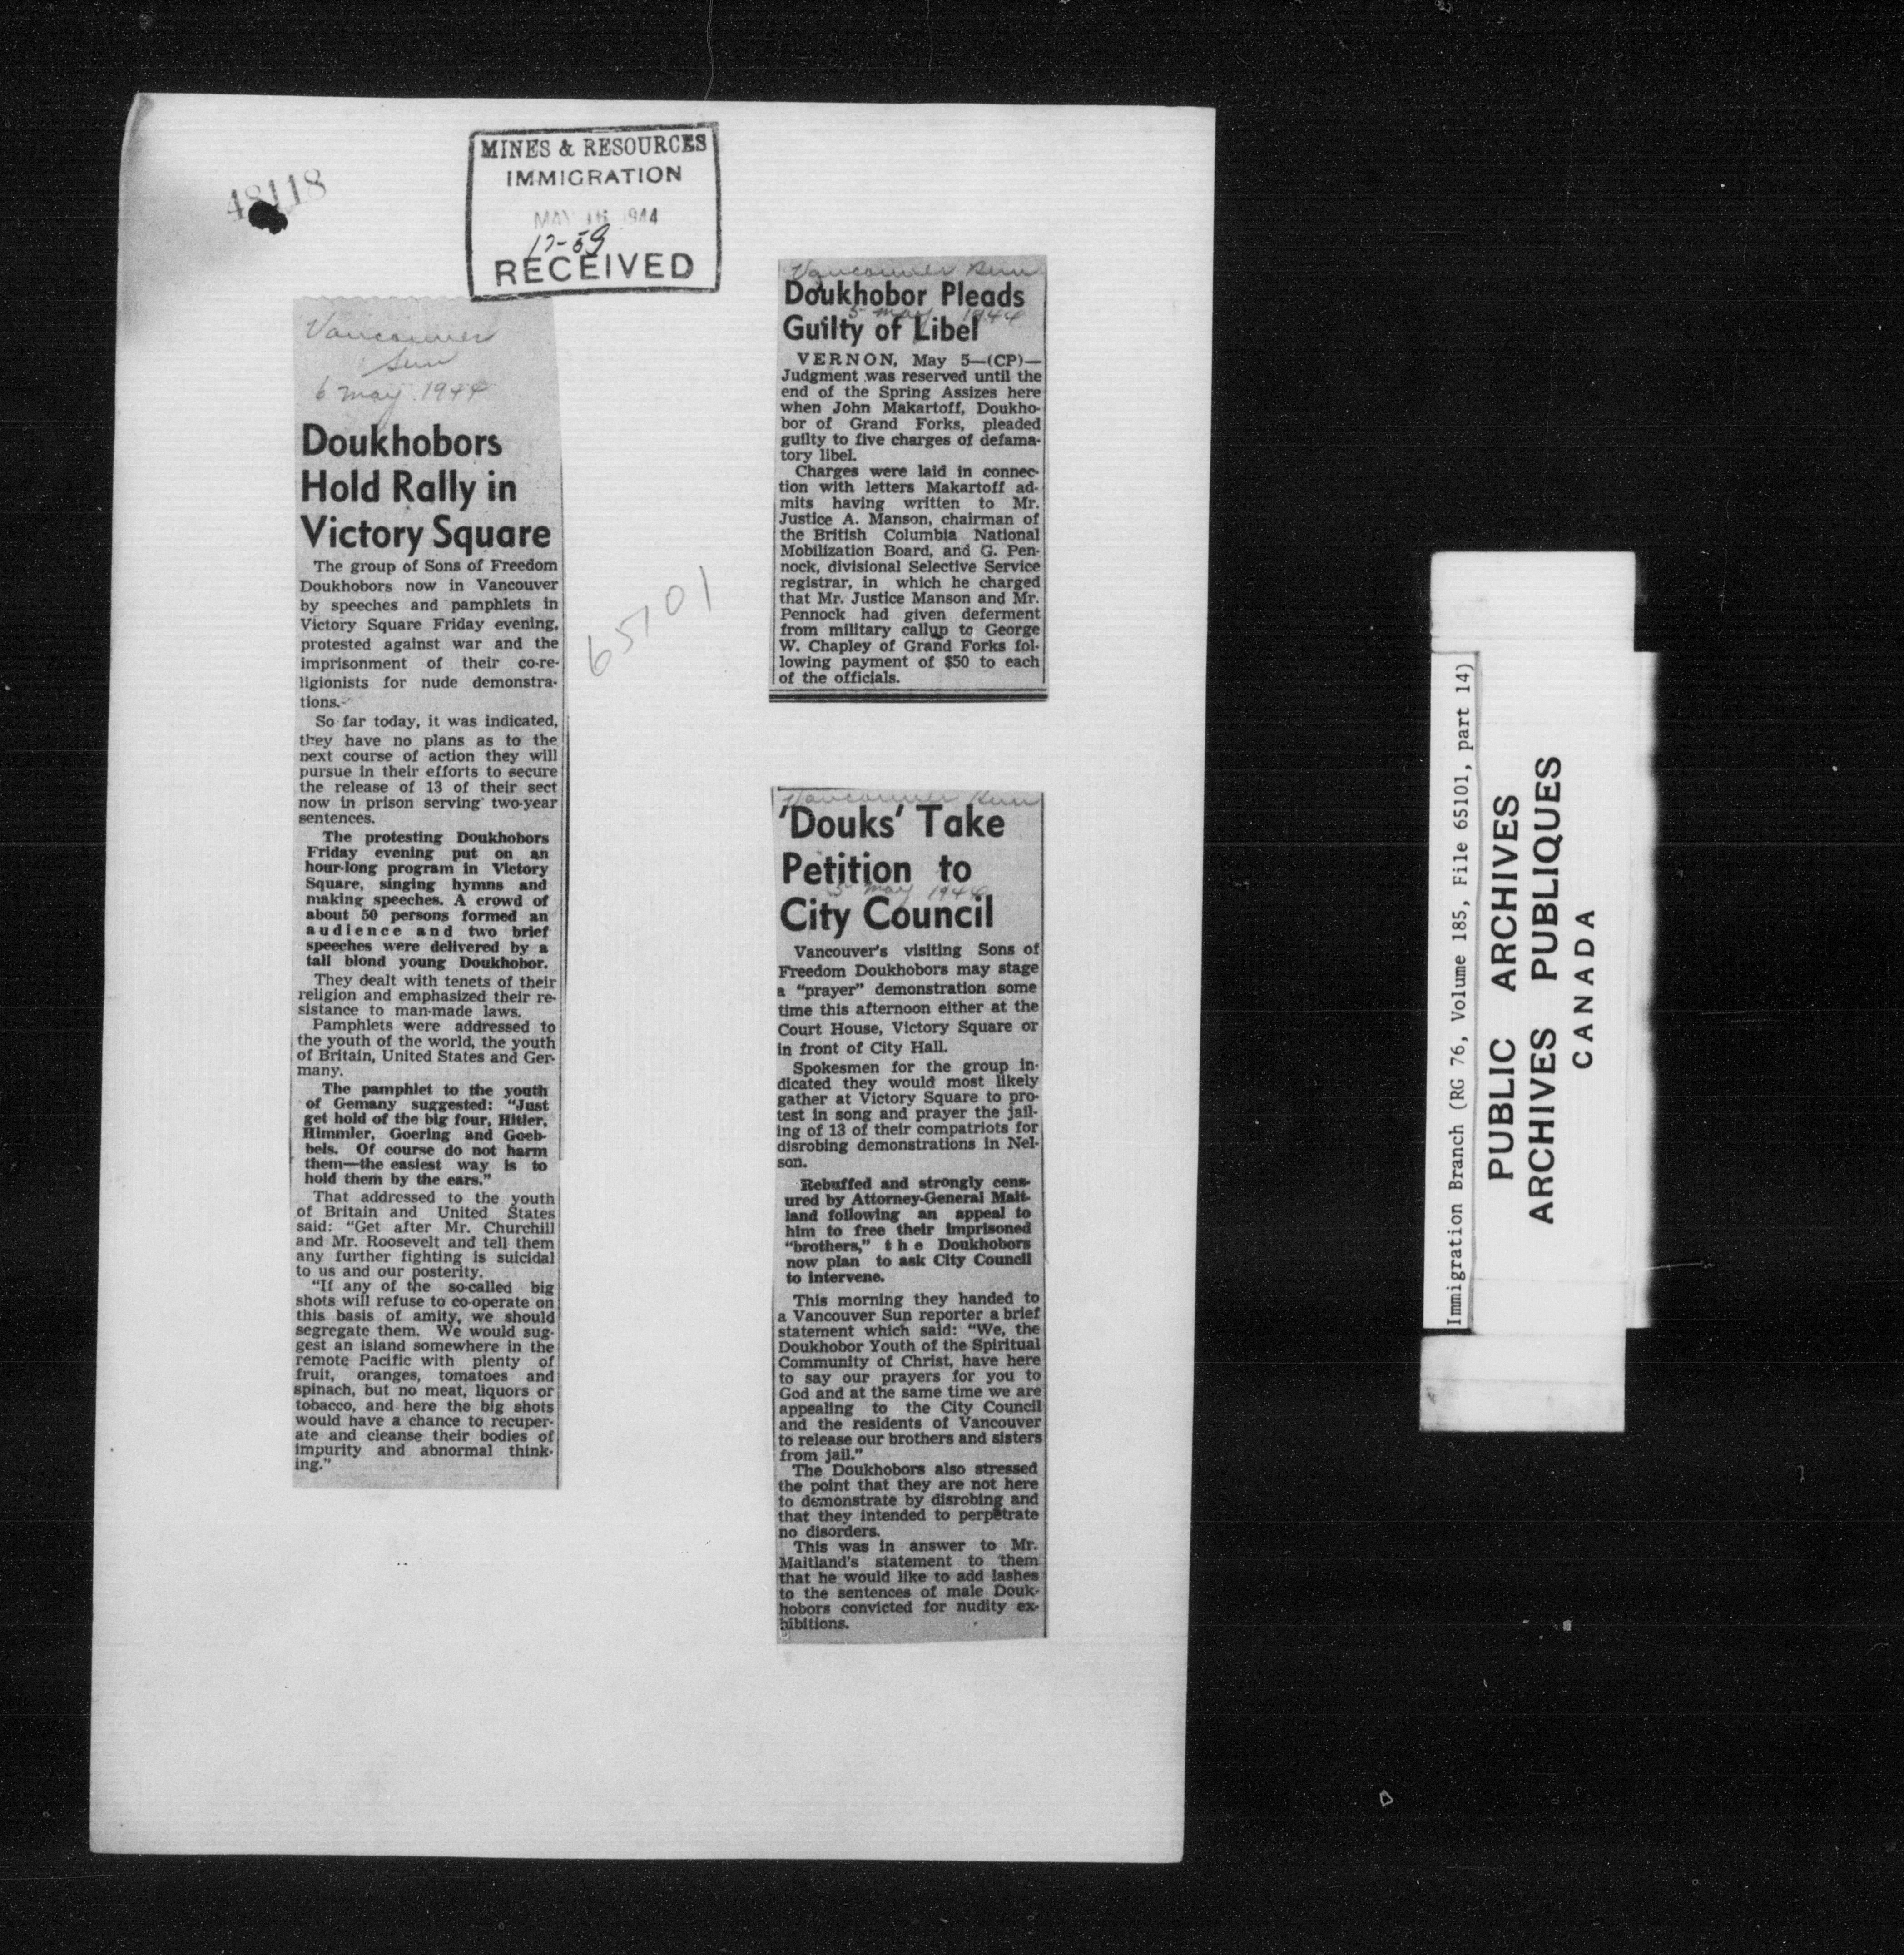 48118
MINES & RESOURCES
IMMIGRATION
MAY 16 1944
RECEIVED
Vancouver
Sun
6 May 1944
Doukhobors
Hold Rally in
Victory Square
The group of Sons of Freedom
Doukhobors now in Vancouver
by speeches and pamphlets in
Victory Square Friday evening,
protested against war and the
imprisonment of their co-re-
ligionists for nude demonstra-
tions.
So far today, it was indicated,
they have no plans as to the
next course of action they will
pursue in their efforts to secure
the release of 13 of their sect
now in prison serving two-year
sentences.
The protesting Doukhobors
Friday evening put on an
hour-long program in Victory
Square, singing hymns and
making speeches. A crowd of
about 50 persons formed an
audience and two brief
speeches were delivered by a
tall blond young Doukhobor.
They dealt with tenets of their
religion and emphasized their re-
sistance to man-made laws.
Pamphlets were addressed to
the youth of the world, the youth
of Britain, United States and Ger-
many.
The pamphlet to the youth
of Gemany suggested: "Just
get hold of the big four, Hitler,
Himmler, Goering and Goeb-
bels. Of course do not harm
them—the easiest way is to
hold them by the ears."
That addressed to the youth
of Britain and United States
said: "Get after Mr. Churchill
and Mr. Roosevelt and tell them
any further fighting is suicidal
to us and our posterity.
"If any of the so-called big
shots will refuse to co-operate on
this basis of amity, we should
segregate them. We would sug-
gest an island somewhere in the
remote Pacific with plenty of
fruit, oranges, tomatoes and
spinach, but no meat, liquors or
tobacco, and here the big shots
would have a chance to recuper-
ate and cleanse their bodies of
impurity and abnormal think-
ing."
65101
Vancouver Sun
Doukhobor Pleads
5 May 1944
Guilty of Libel
VERNON, May 5—(CP)—
Judgment was reserved until the
end of the Spring Assizes here
when John Makartoff, Doukho-
bor of Grand Forks, pleaded
guilty to five charges of defama-
tory libel.
Charges were laid in connec-
tion with letters Makartoff ad-
mits having written to Mr.
Justice A. Manson, chairman of
the British Columbia National
Mobilization Board, and G. Pen-
nock, divisional Selective Service
registrar, in which he charged
that Mr. Justice Manson and Mr.
Pennock had given deferment
from military callup to George
W. Chapley of Grand Forks fol-
lowing payment of $50 to each
of the officials.
Vancouver Sun
'Douks' Take
Petition to
5 May 1944
City Council
Vancouver's visiting Sons of
Freedom Doukhobors may stage
a "prayer" demonstration some
time this afternoon either at the
Court House, Victory Square or
in front of City Hall.
Spokesmen for the group in-
dicated they would most likely
gather at Victory Square to pro-
test in song and prayer the jail-
ing of 13 of their compatriots for
disrobing demonstrations in Nel-
son.
Rebuffed and strongly cens-
ured by Attorney-General Mait-
land following an appeal to
him to free their imprisoned
"brothers," the Doukhobors
now plan to ask City Council
to intervene.
This morning they handed to
a Vancouver Sun reporter a brief
statement which said: "We, the
Doukhobor Youth of the Spiritual
Community of Christ, have here
to say our prayers for you to
God and at the same time we are
appealing to the City Council
and the residents of Vancouver
to release our brothers and sisters
from jail."
The Doukhobors also stressed
the point that they are not here
to demonstrate by disrobing and
that they intended to perpetrate
no disorders.
This was in answer to Mr.
Maitland's statement to them
that he would like to add lashes
to the sentences of male Douk-
hobors convicted for nudity ex-
hibitions.
Immigration Branch (RG 76, Volume 185, File 65101, part 14)
PUBLIC ARCHIVES
ARCHIVES PUBLIQUES
CANADA